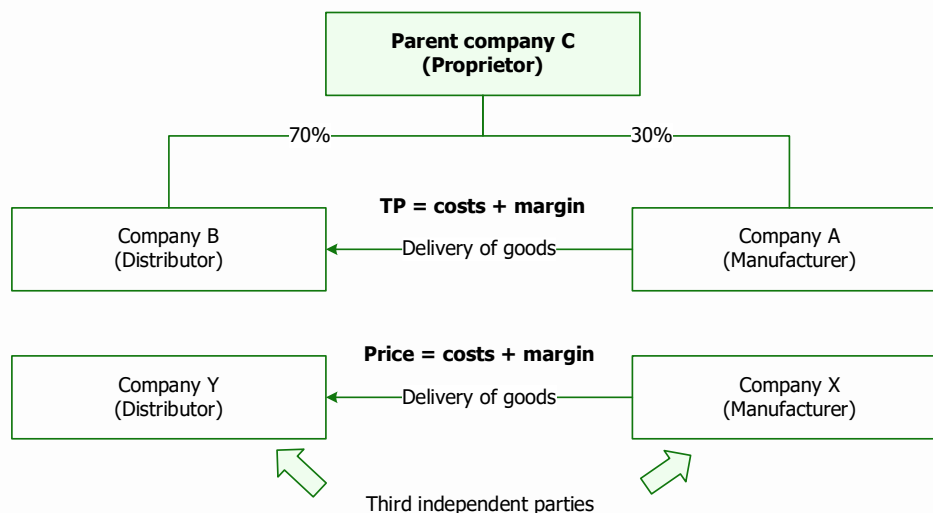 Parent company C
(Proprietor)
70%
30%
TP = costs + margin
Company B
(Distributor)
Delivery of goods
Company A
(Manufacturer)
Price = costs + margin
Company Y
(Distributor)
Delivery of goods
Company X
(Manufacturer)
Third independent parties